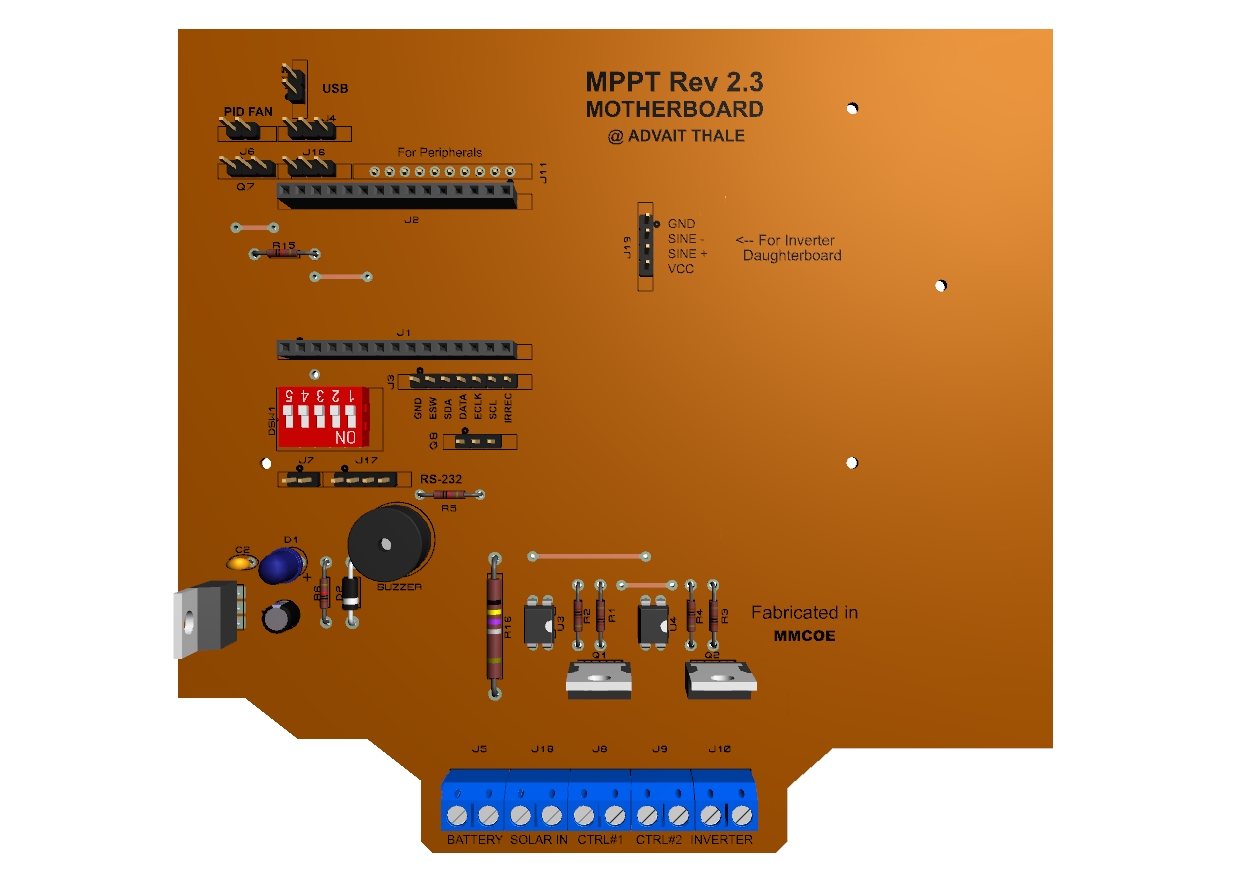 MPPT Rev 2.3
MOTHERBOARD
@ ADVAIT THALE
USB
PID FAN
J4
J6
J16
For Peripherals
J11
Q7
J2
R15
J19
GND
SINE -
SINE +
VCC
<-- For Inverter
Daughterboard
J1
J3
GND
ESW
SDA
DATA
ECLK
SCL
IRREC
1 2 3 4 5
ON
DSW1
Q8
J7
J17
RS-232
R5
C2
D1
+
BUZZER
R6
D2
R16
U3
R2
R1
U4
R4
R3
Q1
Q2
Fabricated in
MMCOE
J5
J18
J8
J9
J10
BATTERY
SOLAR IN
CTRL#1
CTRL#2
INVERTER